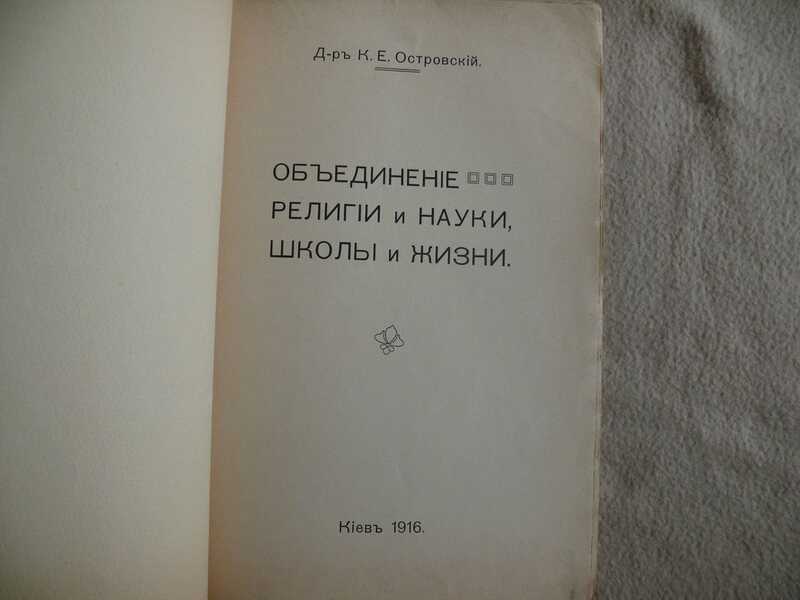 Д-ръ К. Е. Островскій.
ОБЪЕДИНЕНІЕ
РЕЛИГІИ и НАУКИ,
ШКОЛЫ и ЖИЗНИ.
Кіевъ 1916.